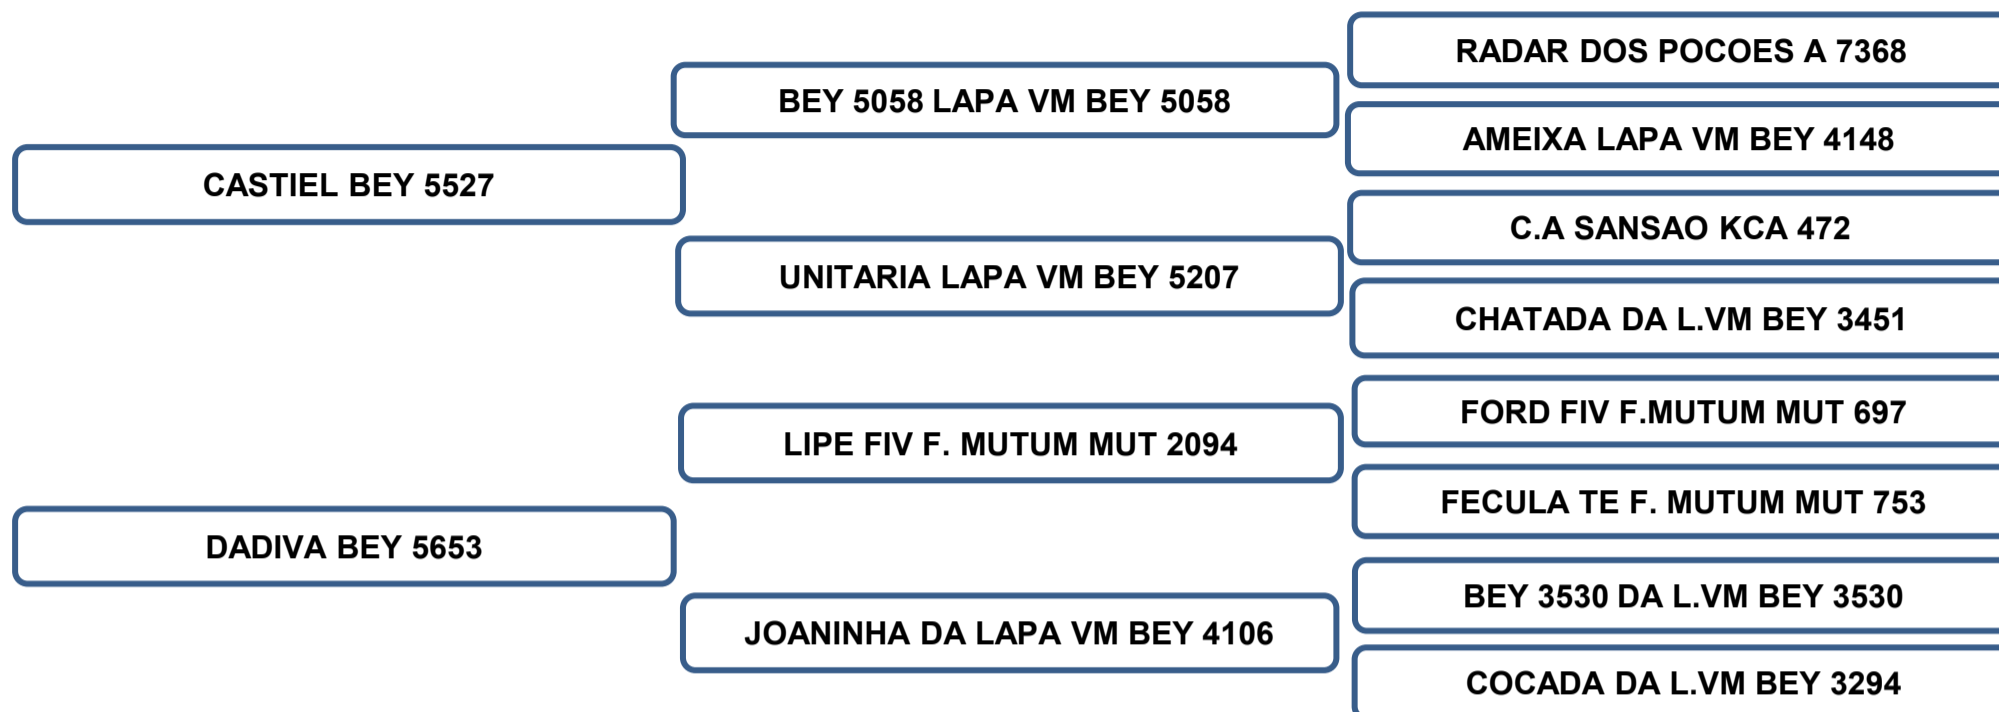 RADAR DOS POCOES A 7368
BEY 5058 LAPA VM BEY 5058
AMEIXA LAPA VM BEY 4148
CASTIEL BEY 5527
C.A SANSAO KCA 472
UNITARIA LAPA VM BEY 5207
CHATADA DA L.VM BEY 3451
FORD FIV F.MUTUM MUT 697
LIPE FIV F. MUTUM MUT 2094
FECULA TE F. MUTUM MUT 753
DADIVA BEY 5653
BEY 3530 DA L.VM BEY 3530
JOANINHA DA LAPA VM BEY 4106
COCADA DA L.VM BEY 3294